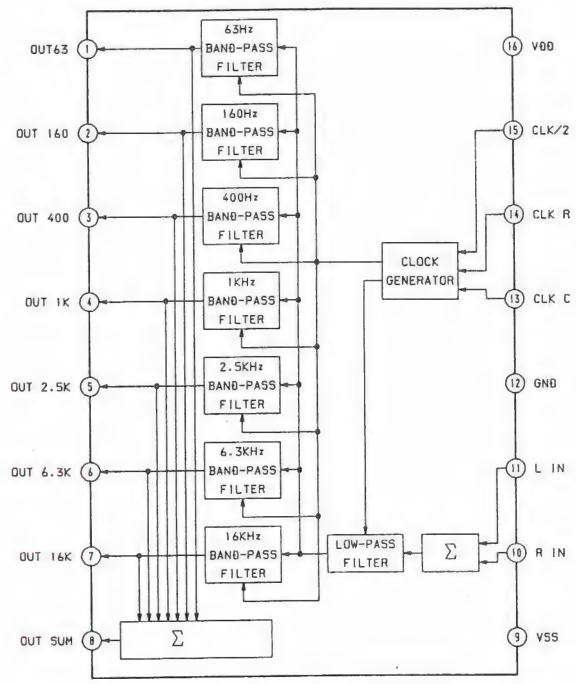 63Hz
BAND-PASS
FILTER
OUT63
1
16
VDD
160Hz
BAND-PASS
FILTER
OUT 160
2
15
CLK/2
400Hz
BAND-PASS
FILTER
OUT 400
3
14
CLK R
CLOCK
GENERATOR
1KHz
BAND-PASS
FILTER
OUT 1K
4
13
CLK C
2.5KHz
BAND-PASS
FILTER
OUT 2.5K
5
12
GND
6.3KHz
BAND-PASS
FILTER
OUT 6.3K
6
11
L IN
16KHz
BAND-PASS
FILTER
OUT 16K
7
LOW-PASS
FILTER
Σ
10
R IN
OUT SUM
8
Σ
9
VSS